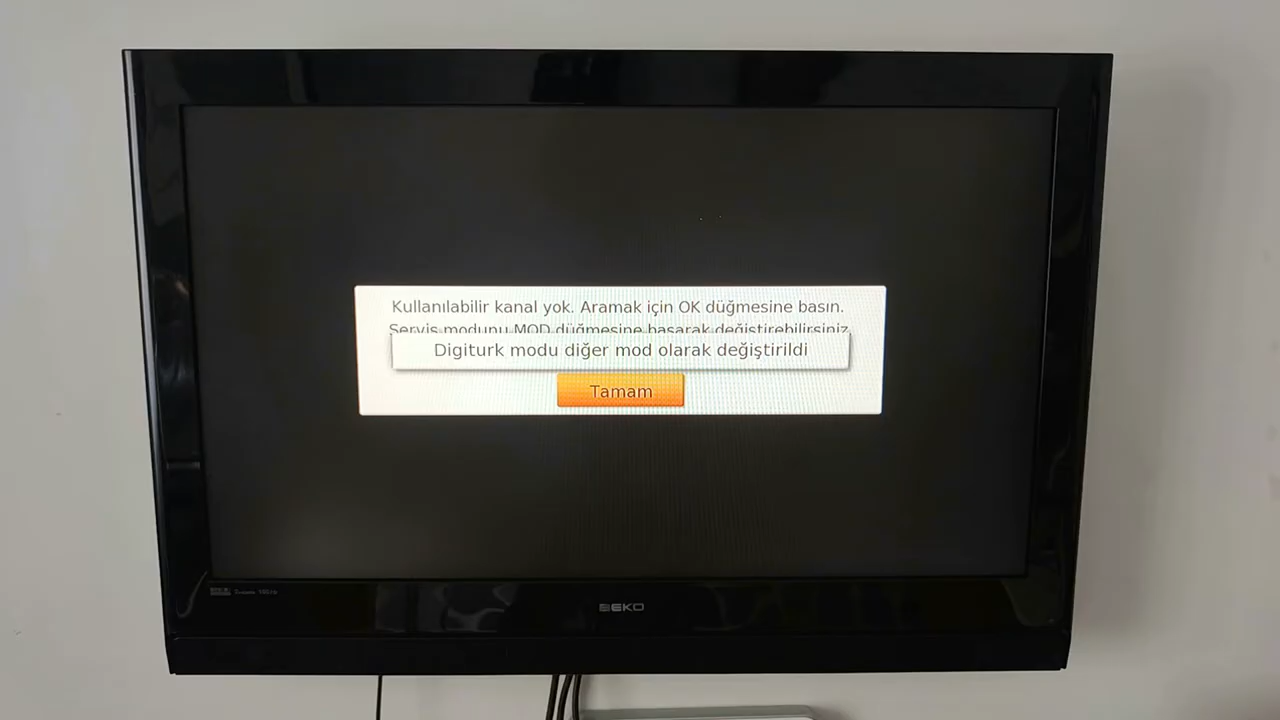 Kullanılabilir kanal yok. Aramak için OK düğmesine basın.
Servis modunu MOD düğmesine basarak değiştirebilirsiniz
Digiturk modu diğer mod olarak değiştirildi
Tamam
BEKO